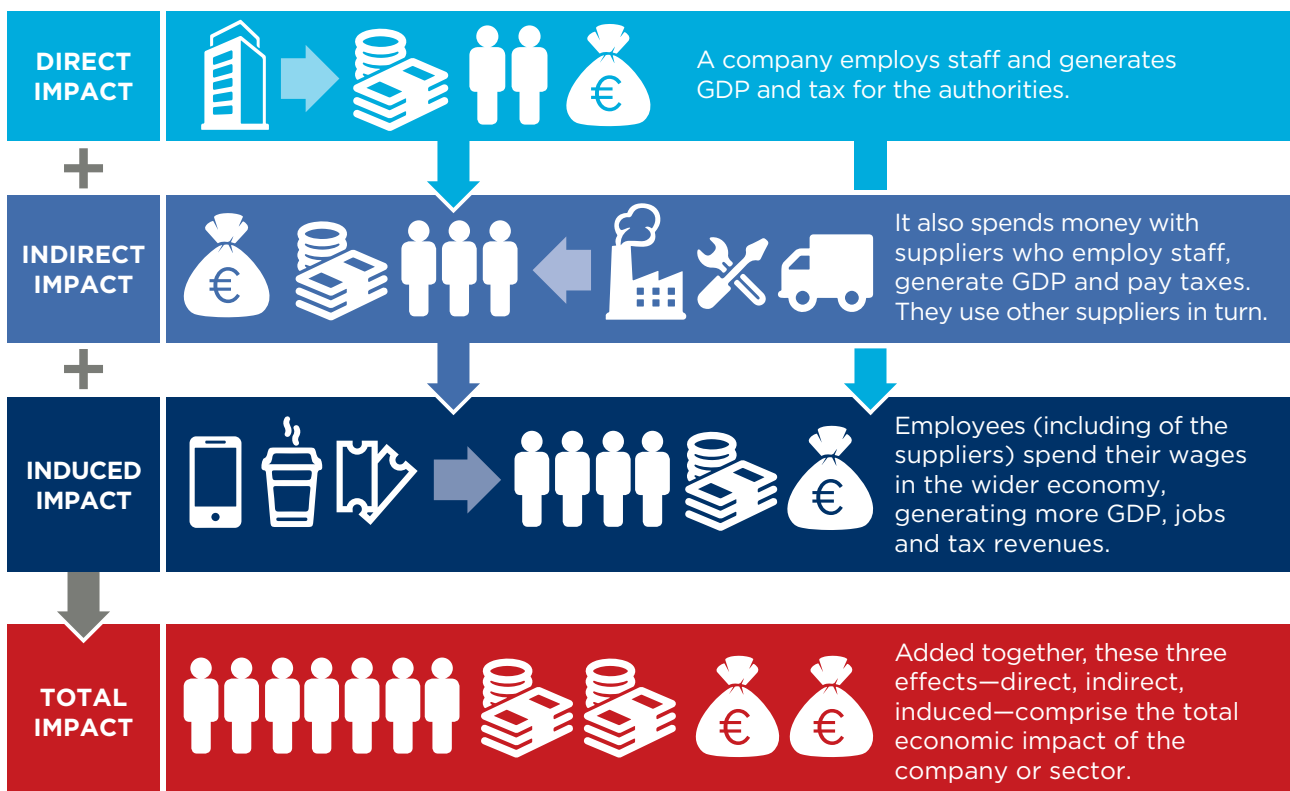 DIRECT
IMPACT
€
A company employs staff and generates
GDP and tax for the authorities.
+
INDIRECT
IMPACT
€
It also spends money with
suppliers who employ staff,
generate GDP and pay taxes.
They use other suppliers in turn.
+
INDUCED
IMPACT
€
Employees (including of the
suppliers) spend their wages
in the wider economy,
generating more GDP, jobs
and tax revenues.
TOTAL
IMPACT
€ €
Added together, these three
effects—direct, indirect,
induced—comprise the total
economic impact of the
company or sector.